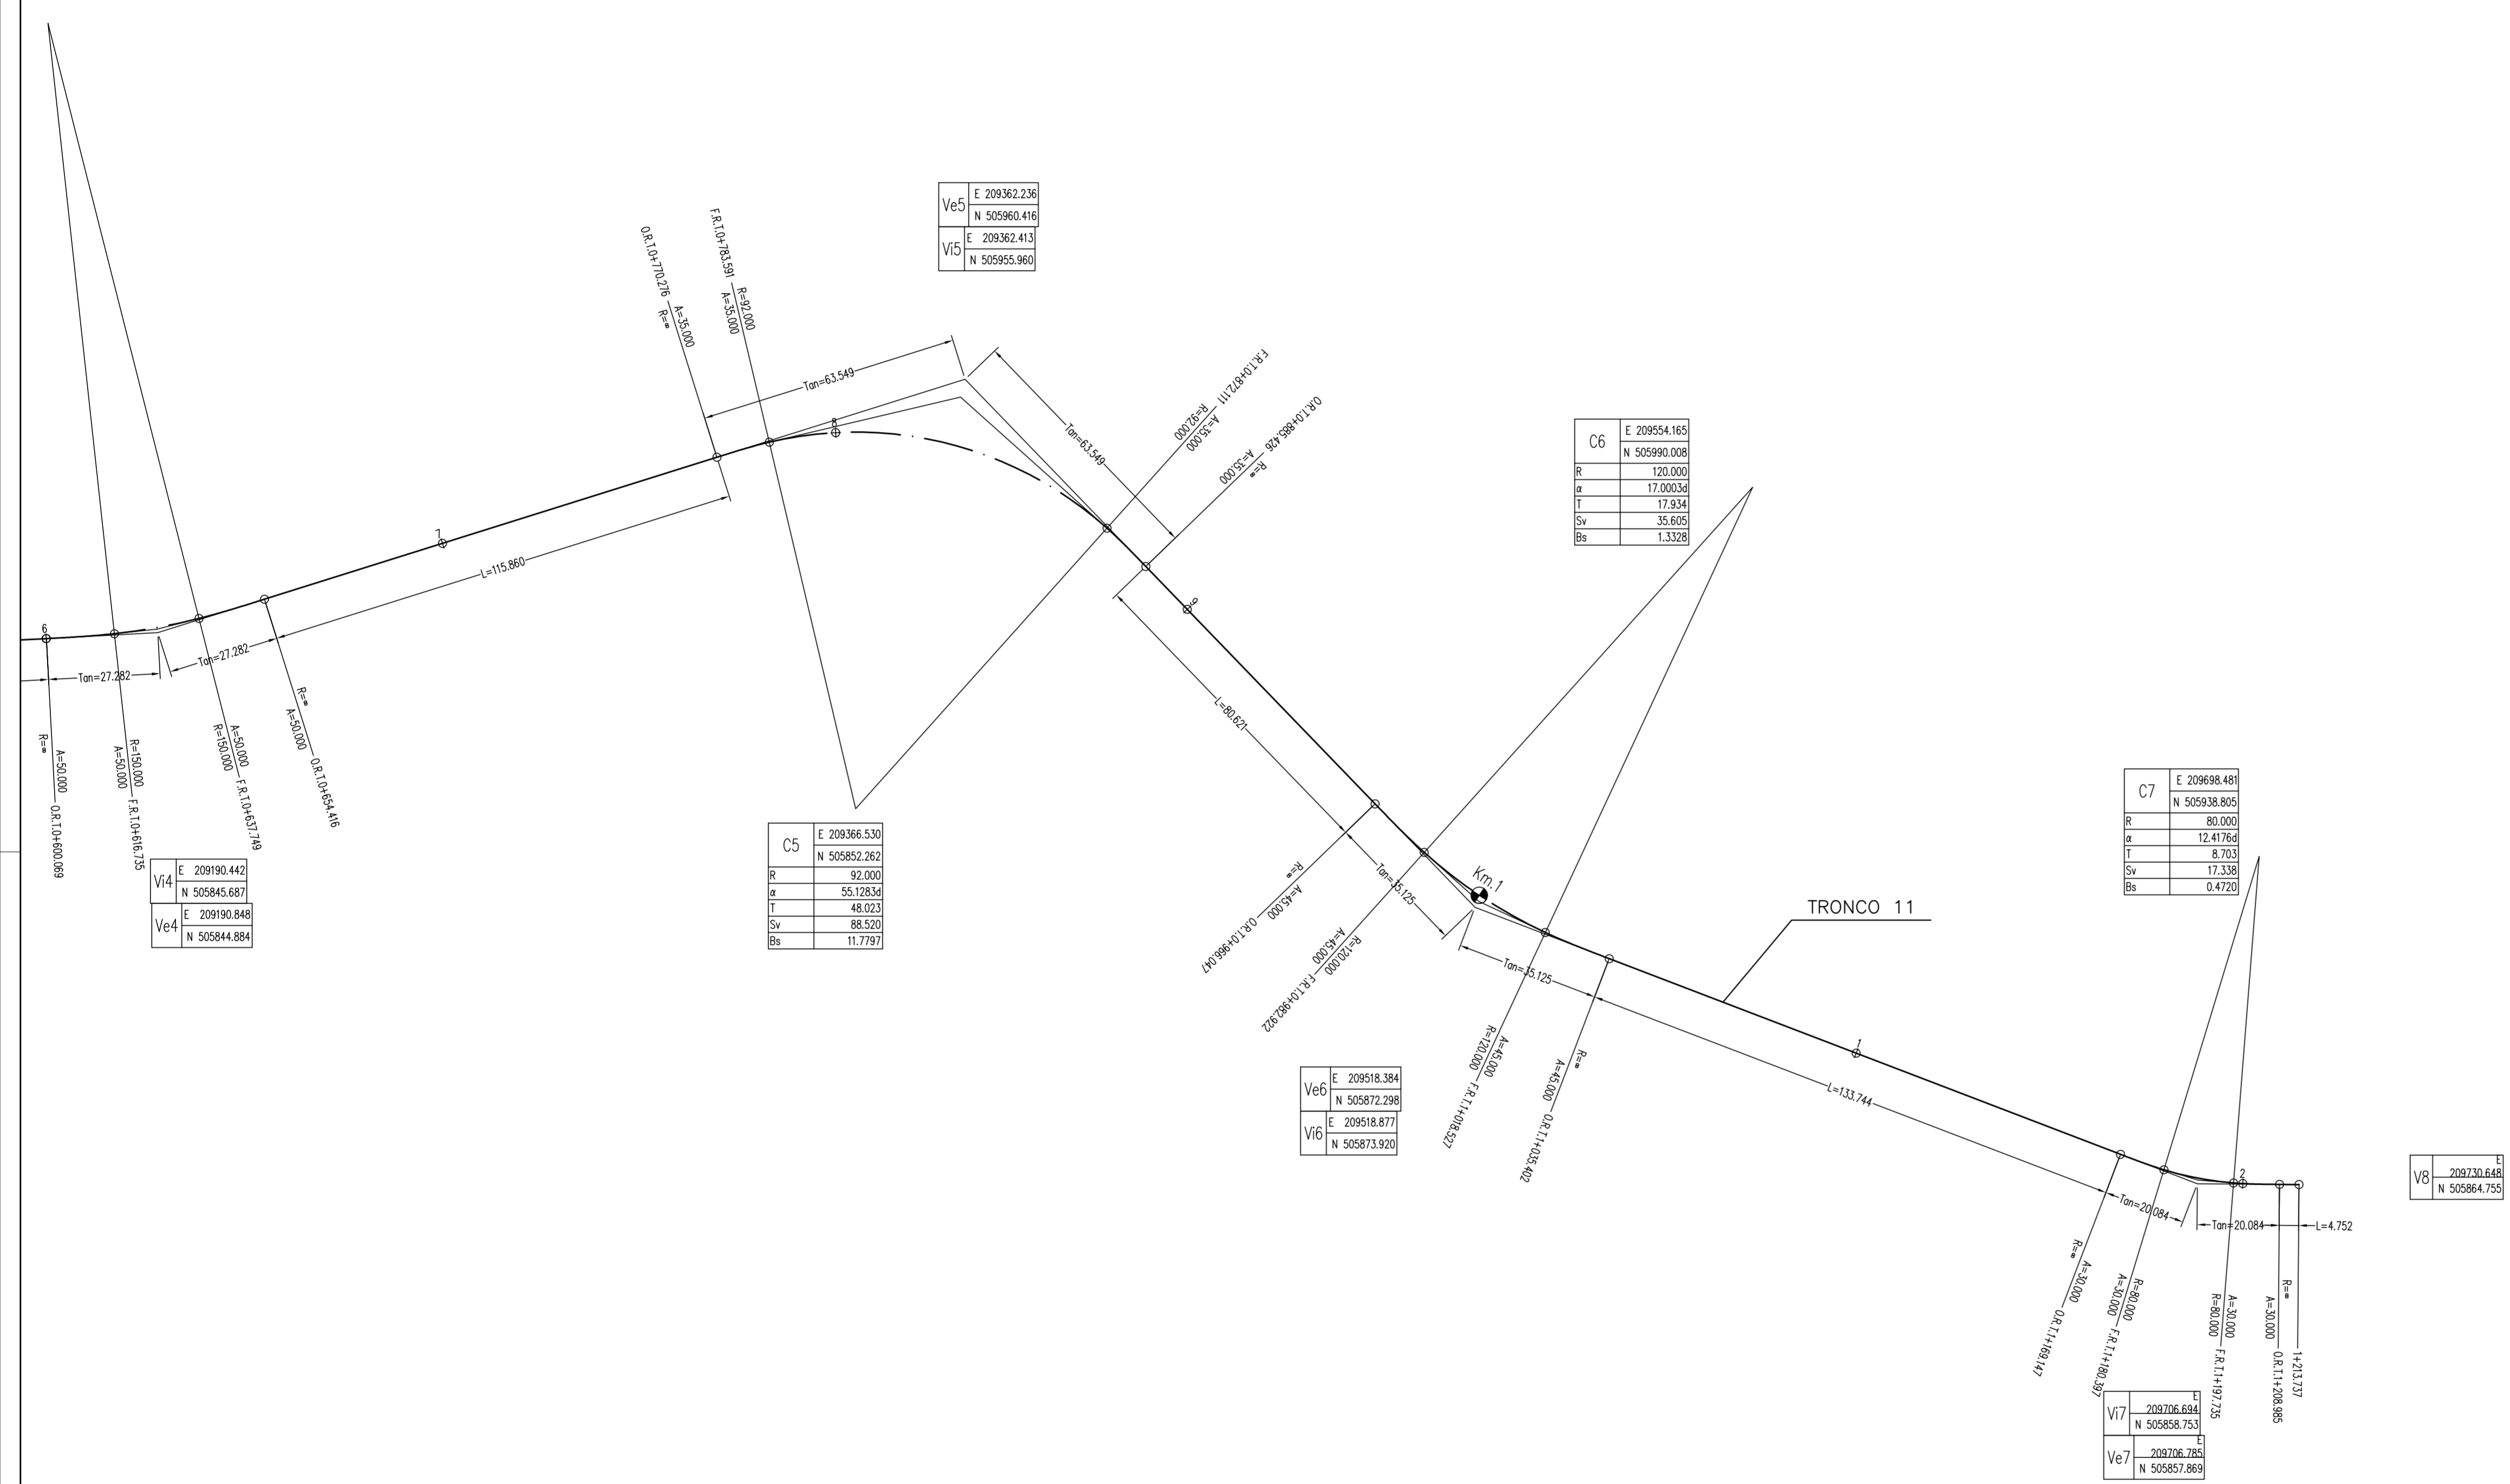 Ve5
E 209362.236
N 505960.416
Vi5
E 209362.413
N 505955.960
O.R.T.0+770.276
A=35.000
R=∞
F.R.T.0+783.591
R=92.000
A=35.000
Tan=63.549
8
Tan=63.549
F.R.T.0+872.111
R=92.000
A=35.000
O.R.T.0+885.426
A=35.000
R=∞
C6
E 209554.165
N 505990.008
R 120.000
α 17.0003d
T 17.934
Sv 35.605
Bs 1.3328
7
L=115.860
9
6
Tan=27.282
Tan=27.282
R=∞
A=50.000
O.R.T.0+600.069
R=150.000
A=50.000
F.R.T.0+616.735
A=50.000
R=150.000
F.R.T.0+637.749
R=∞
A=50.000
O.R.T.0+654.416
L=80.621
Vi4
E 209190.442
N 505845.687
Ve4
E 209190.848
N 505844.884
C5
E 209366.530
N 505852.262
R 92.000
α 55.1283d
T 48.023
Sv 88.520
Bs 11.7797
R=∞
A=45.000
O.R.T.0+966.047
Tan=35.125
Km.1
R=120.000
A=45.000
F.R.T.0+982.922
Tan=35.125
TRONCO 11
C7
E 209698.481
N 505938.805
R 80.000
α 12.4176d
T 8.703
Sv 17.338
Bs 0.4720
A=45.000
R=120.000
F.R.T.1+018.527
R=∞
A=45.000
O.R.T.1+035.402
1
L=133.744
Ve6
E 209518.384
N 505872.298
Vi6
E 209518.877
N 505873.920
2
Tan=20.084
Tan=20.084
L=4.752
V8
E
209730.648
N 505864.755
R=∞
A=30.000
O.R.T.1+169.147
R=80.000
A=30.000
F.R.T.1+180.397
A=30.000
R=80.000
F.R.T.1+197.735
R=∞
A=30.000
O.R.T.1+208.985
1+213.737
Vi7
E
209706.694
N 505858.753
Ve7
E
209706.785
N 505857.869